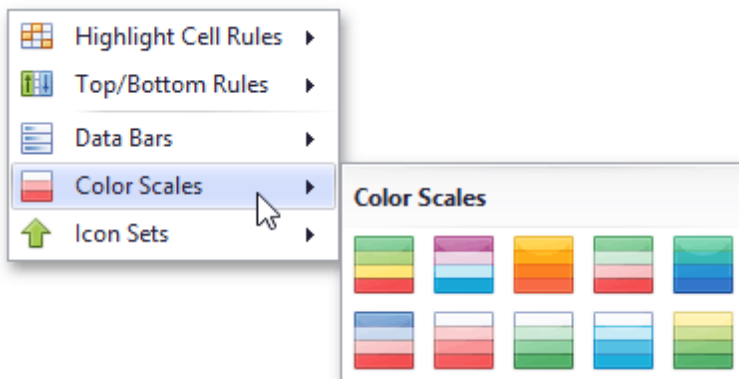 Highlight Cell Rules
Top/Bottom Rules
Data Bars
Color Scales
Icon Sets
Color Scales